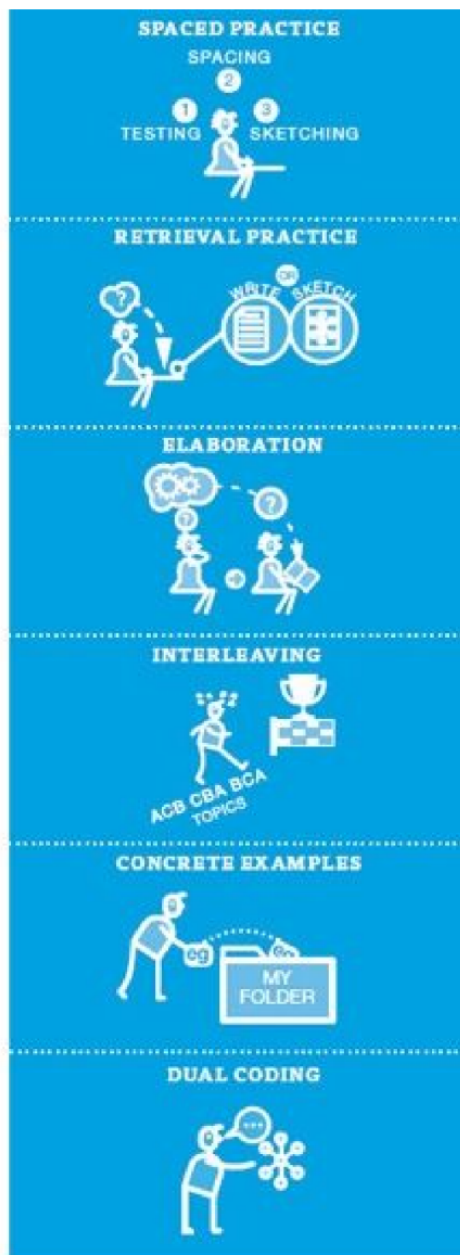 SPACED PRACTICE
SPACING
2
1 3
TESTING SKETCHING
RETRIEVAL PRACTICE
OR
WRITE SKETCH
?
ELABORATION
?
?
INTERLEAVING
ACB CBA BCA
TOPICS
CONCRETE EXAMPLES
eg eg
MY
FOLDER
DUAL CODING